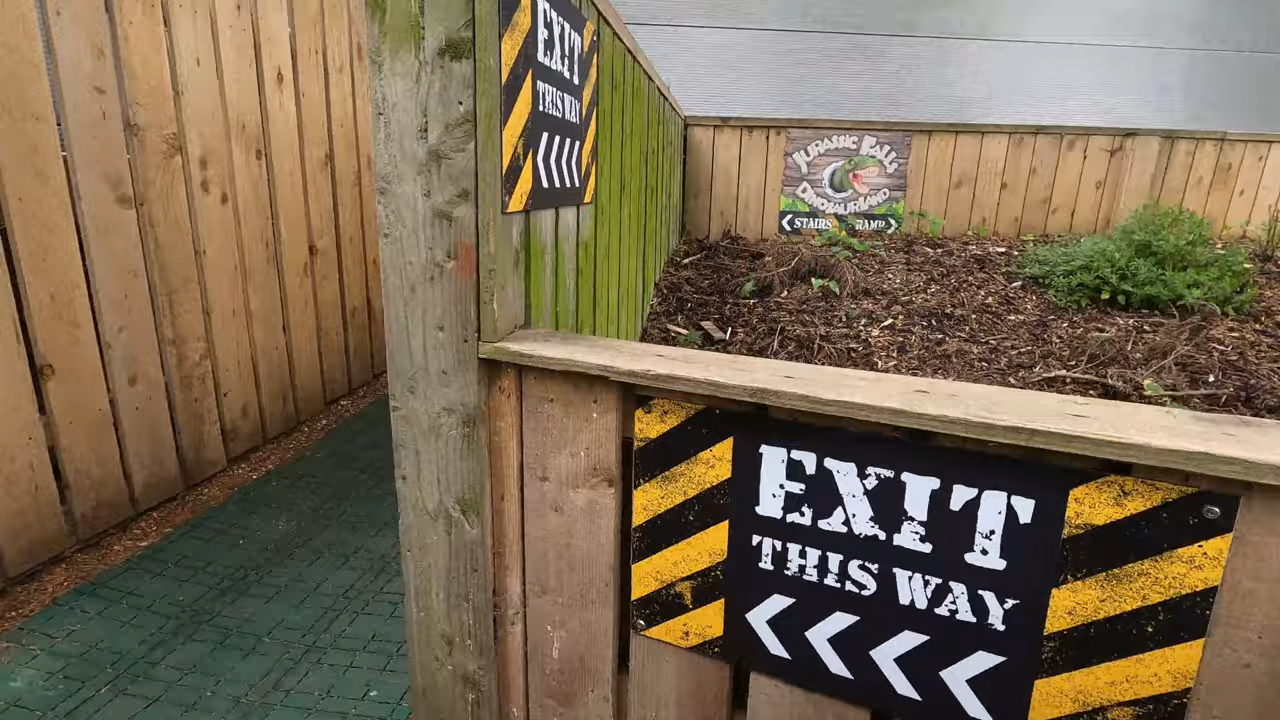 EXIT
THIS WAY
JURASSIC FALLS
DINOSAURLAND
STAIRS RAMP
EXIT
THIS WAY